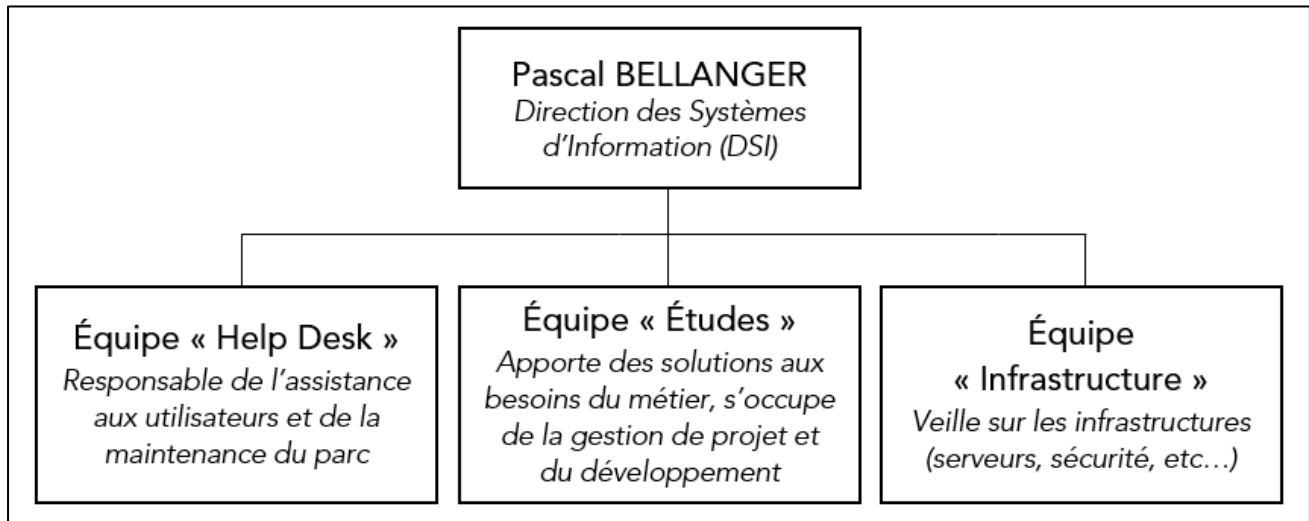 Pascal BELLANGER
Direction des Systèmes
d’Information (DSI)
Équipe « Help Desk »
Responsable de l’assistance
aux utilisateurs et de la
maintenance du parc
Équipe « Études »
Apporte des solutions aux
besoins du métier, s’occupe
de la gestion de projet et
du développement
Équipe
« Infrastructure »
Veille sur les infrastructures
(serveurs, sécurité, etc…)